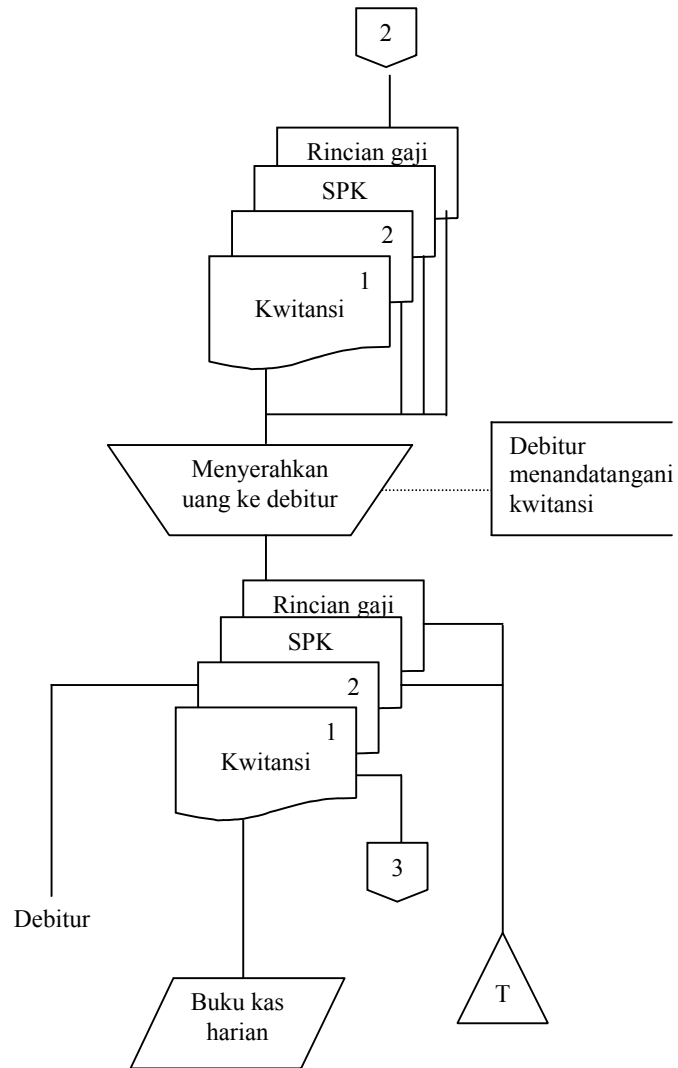 2
Rincian gaji
SPK
2
1
Kwitansi
Menyerahkan
uang ke debitur
Debitur
menandatangani
kwitansi
Rincian gaji
SPK
2
1
Kwitansi
3
Debitur
T
Buku kas
harian